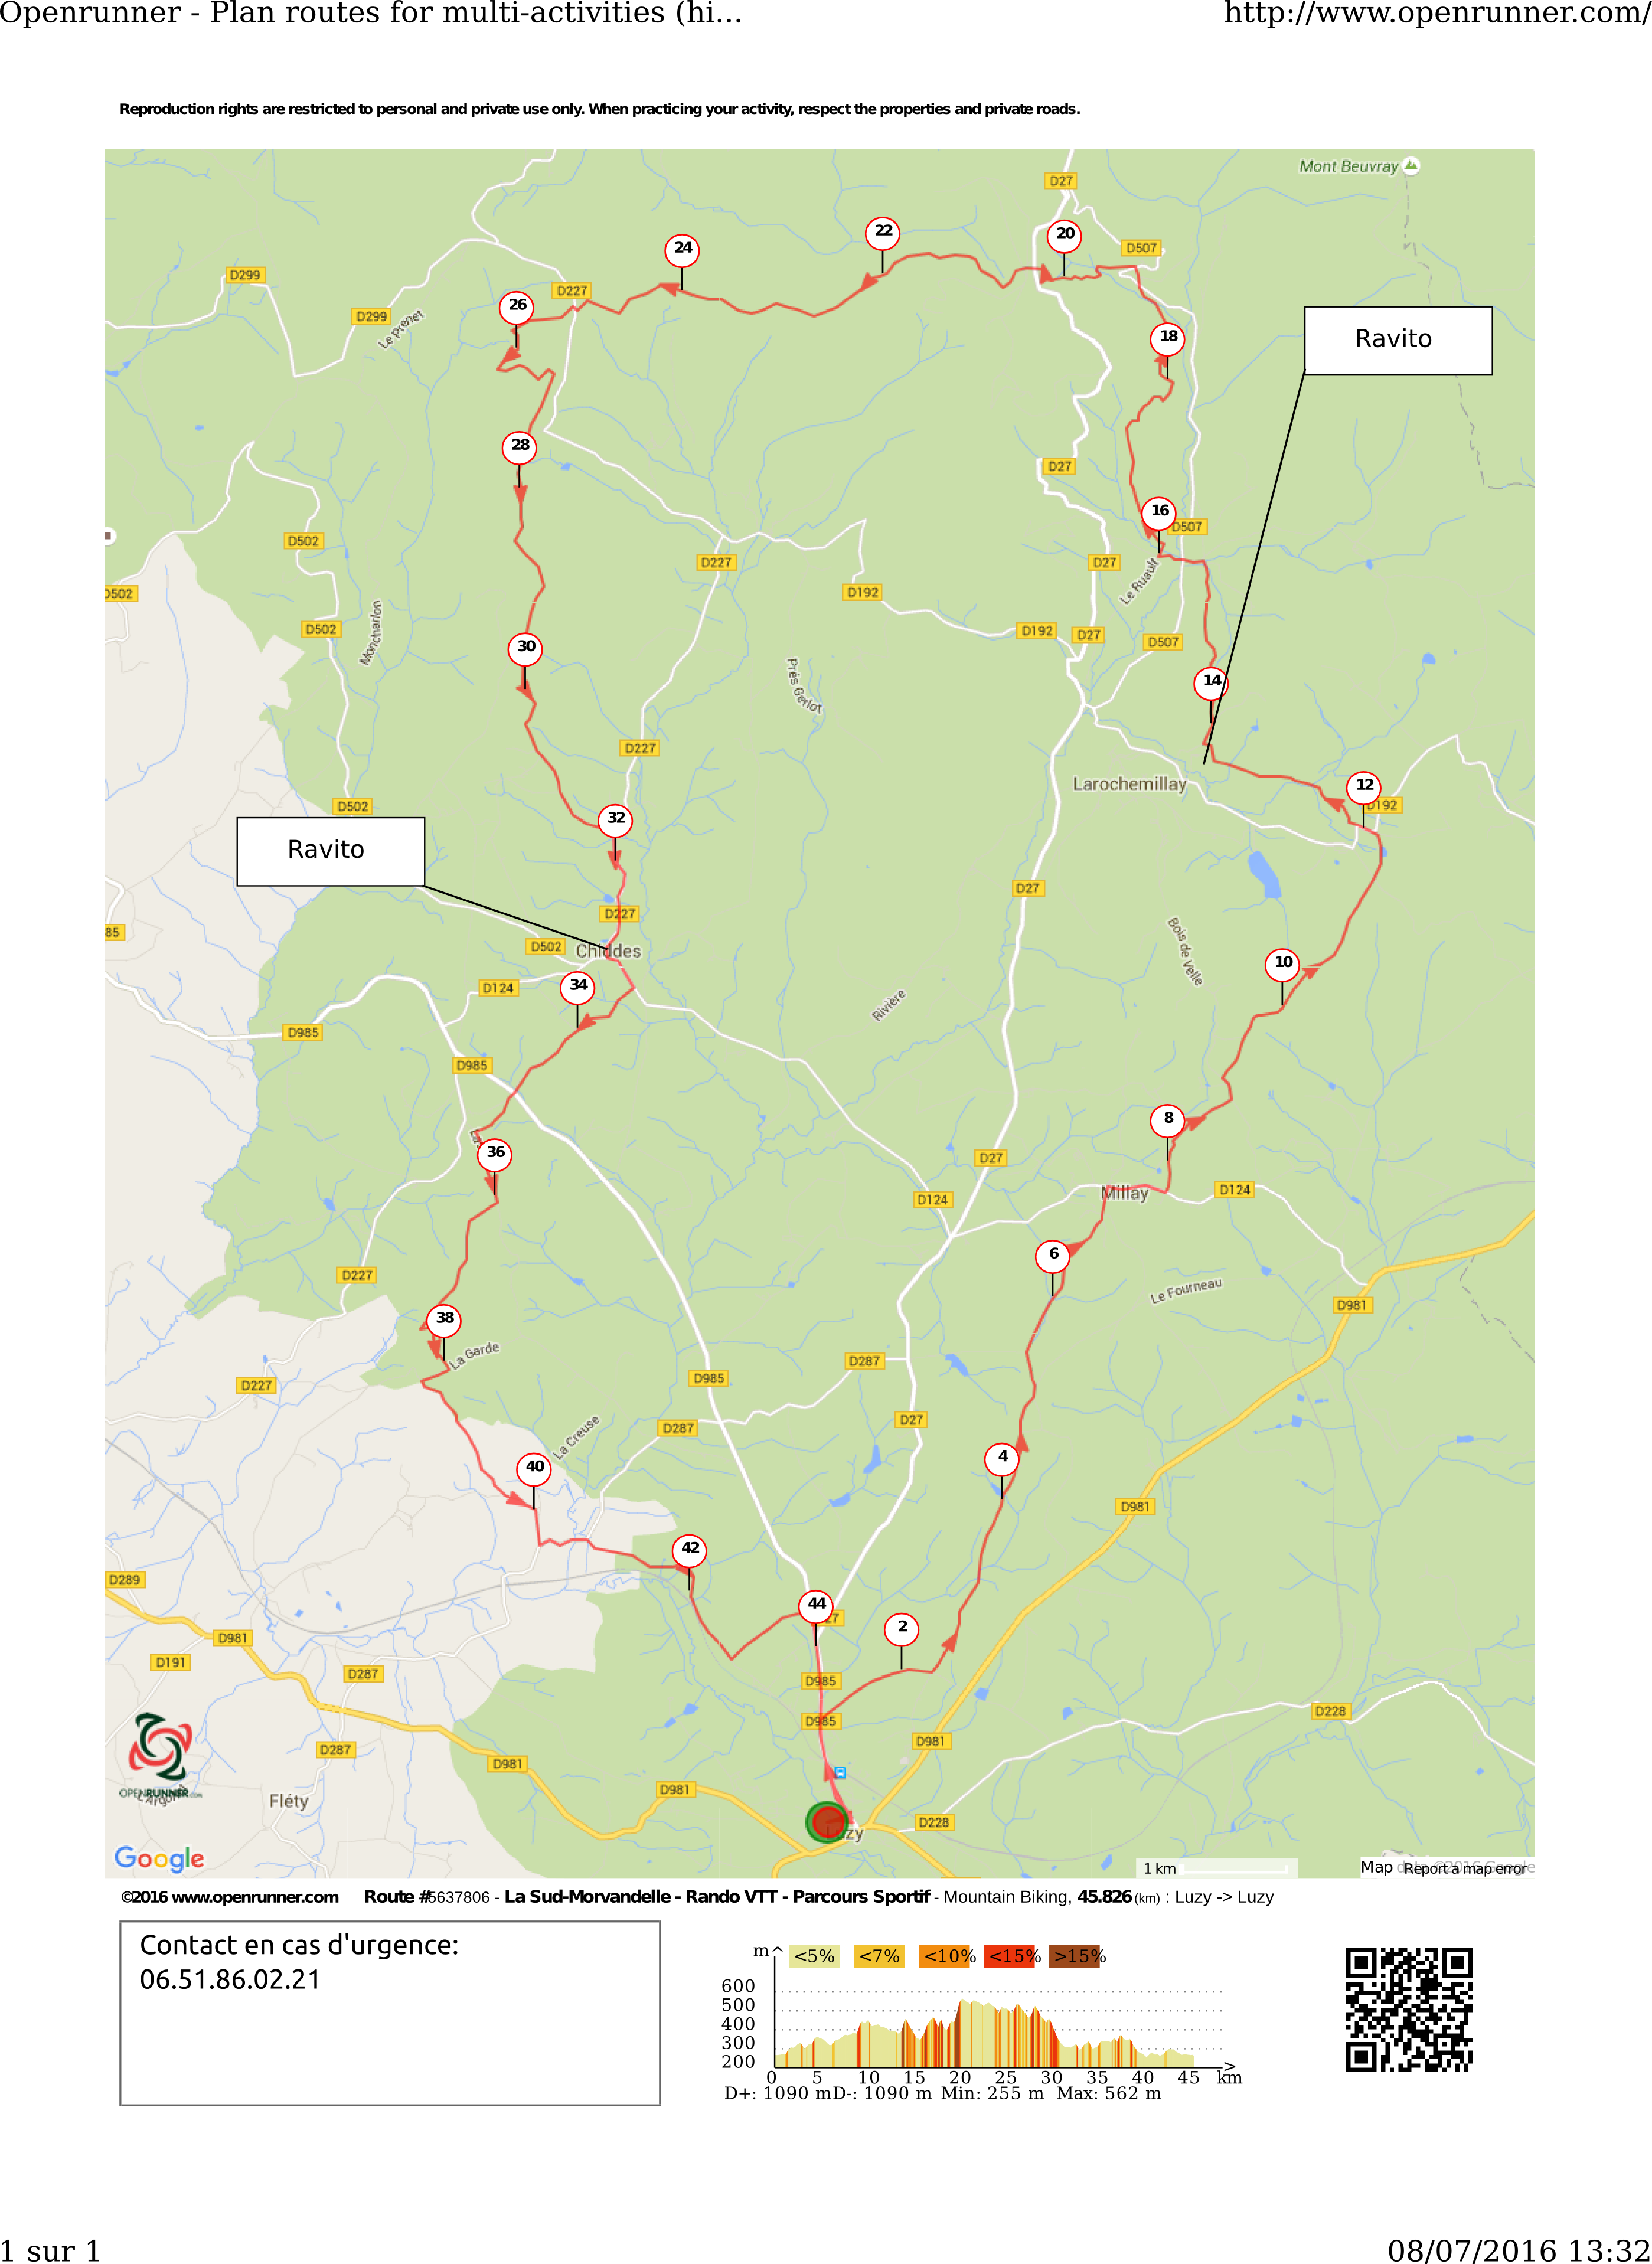 Openrunner - Plan routes for multi-activities (hi...
http://www.openrunner.com/
Reproduction rights are restricted to personal and private use only. When practicing your activity, respect the properties and private roads.
Mont Beuvray
D27
20
22
24
D507
D299
D227
26
D299
Le Prenet
18
Ravito
28
D27
16
D507
D502
D227
D27
D192
D502
Le Ruault
D502
Moncharlon
D192
D27
D507
30
Prés Gerlot
14
D227
Larochemillay
12
D192
D502
32
Ravito
D27
D227
Bois de Velle
85
D502
Chiddes
10
34
D124
Rivière
D985
D985
8
36
D27
Millay
D124
D124
6
D227
Le Fourneau
D981
38
La Garde
D287
D985
D227
D27
La Creuse
D287
4
40
D981
42
D289
44
27
2
D981
D191
D287
D985
D228
D985
D287
D981
D981
OPENRUNNER.com
D981
Fléty
D228
Luzy
Google
1 km
Map data ©2016 Google
Report a map error
©2016 www.openrunner.com Route #5637806 - La Sud-Morvandelle - Rando VTT - Parcours Sportif - Mountain Biking, 45.826 (km) : Luzy -> Luzy
Contact en cas d'urgence:
06.51.86.02.21
m^ <5% <7% <10% <15% >15%
600
500
400
300
200
0 5 10 15 20 25 30 35 40 45 km
>
D+: 1090 m D-: 1090 m Min: 255 m Max: 562 m
1 sur 1
08/07/2016 13:32